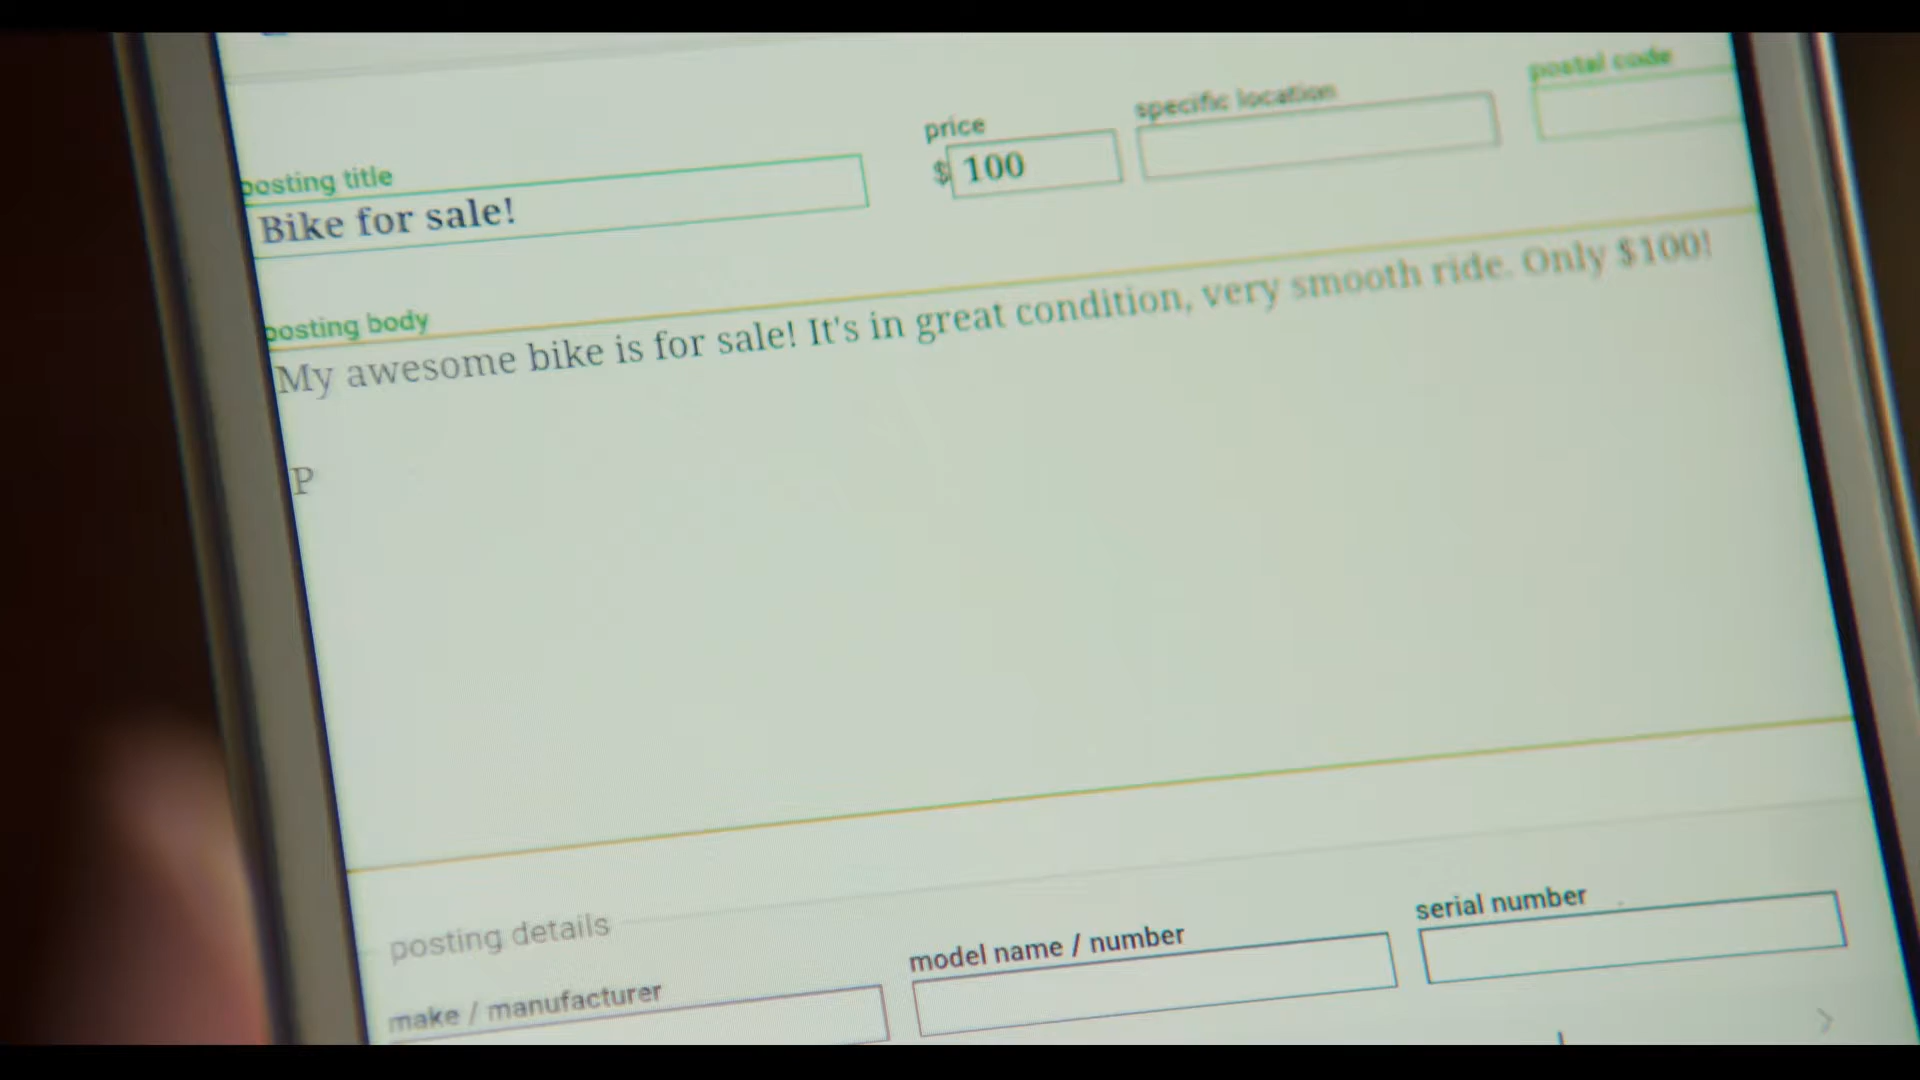 postal code
specific location
price
$ 100
posting title
Bike for sale!
posting body
My awesome bike is for sale! It's in great condition, very smooth ride. Only $100!
P
posting details
serial number
model name / number
make / manufacturer